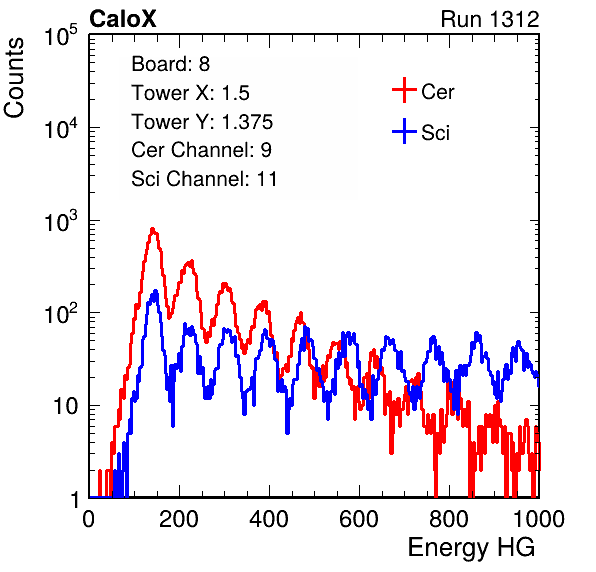 CaloX Run 1312
Counts
Board: 8
Tower X: 1.5
Tower Y: 1.375
Cer Channel: 9
Sci Channel: 11
Cer
Sci
10^5
10^4
10^3
10^2
10
1
0 200 400 600 800 1000
Energy HG